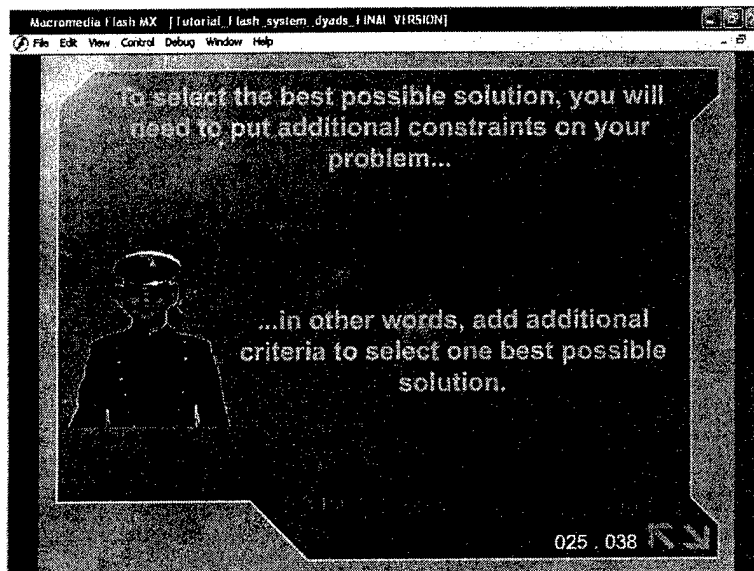 Macromedia Flash MX - [Tutorial_Flash_system_dyads_FINAL VERSION]
File Edit View Control Debug Window Help
To select the best possible solution, you will
need to put additional constraints on your
problem...
...in other words, add additional
criteria to select one best possible
solution.
025 . 038